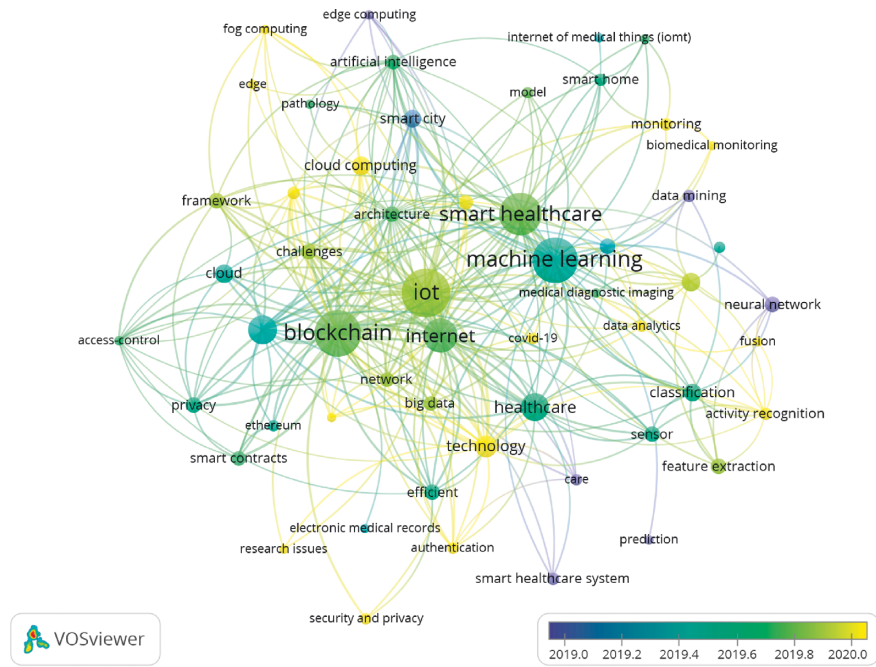 edge computing
fog computing
internet of medical things (iomt)
artificial intelligence
smart home
edge
model
pathology
smart city
monitoring
biomedical monitoring
cloud computing
data mining
framework
architecture
smart healthcare
challenges
machine learning
cloud
iot
medical diagnostic imaging
neural network
blockchain
internet
covid-19
data analytics
access control
fusion
network
classification
privacy
big data
healthcare
activity recognition
ethereum
sensor
technology
smart contracts
feature extraction
care
efficient
electronic medical records
prediction
research issues
authentication
smart healthcare system
security and privacy
VOSviewer
2019.0 2019.2 2019.4 2019.6 2019.8 2020.0